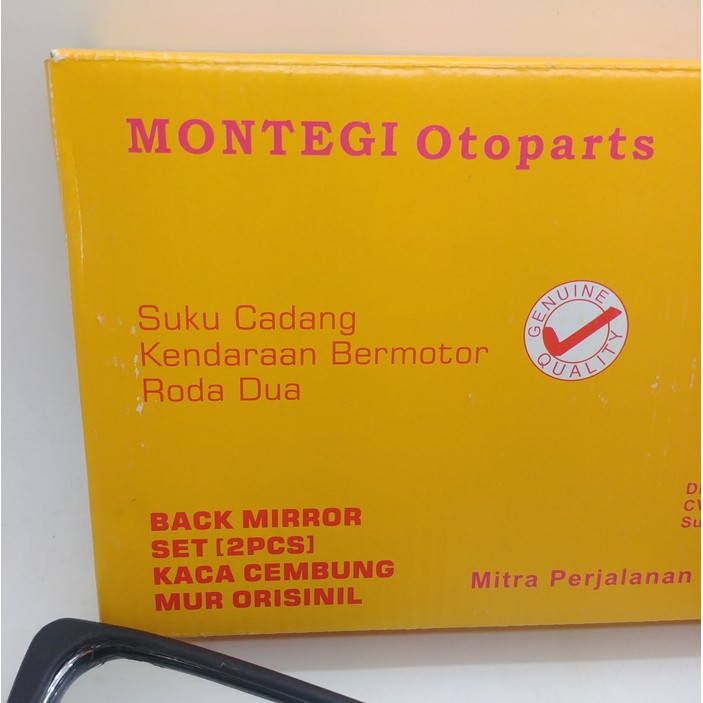 MONTEGI Otoparts
Suku Cadang
Kendaraan Bermotor
Roda Dua
GENUINE
QUALITY
BACK MIRROR
SET [2PCS]
KACA CEMBUNG
MUR ORISINIL
Mitra Perjalanan